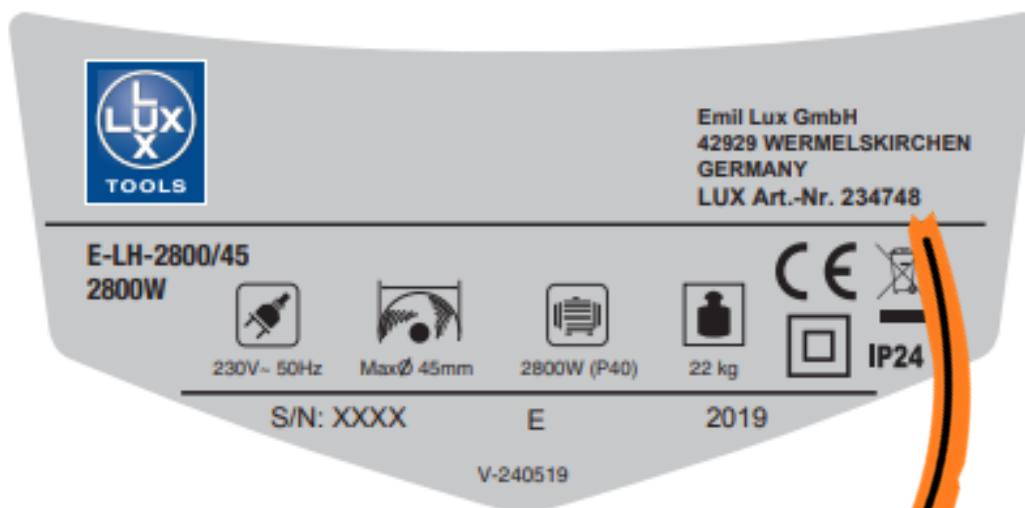 LUX
LUX
TOOLS
Emil Lux GmbH
42929 WERMELSKIRCHEN
GERMANY
LUX Art.-Nr. 234748
E-LH-2800/45
2800W
CE
IP24
230V~ 50Hz
MaxØ 45mm
2800W (P40)
22 kg
S/N: XXXX
E
2019
V-240519